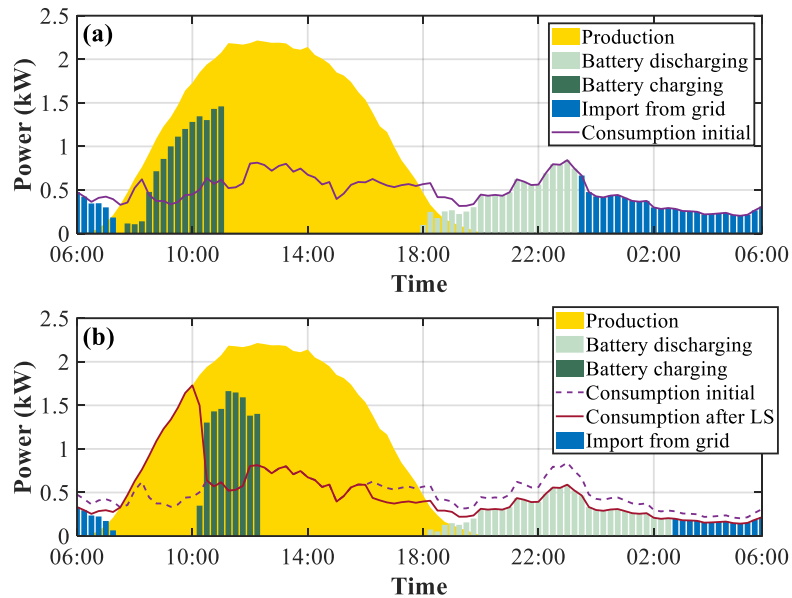 (a)
Power (kW)
2.5
2
1.5
1
0.5
0
Production
Battery discharging
Battery charging
Import from grid
Consumption initial
06:00 10:00 14:00 18:00 22:00 02:00 06:00
Time
(b)
Power (kW)
2.5
2
1.5
1
0.5
0
Production
Battery discharging
Battery charging
Consumption initial
Consumption after LS
Import from grid
06:00 10:00 14:00 18:00 22:00 02:00 06:00
Time